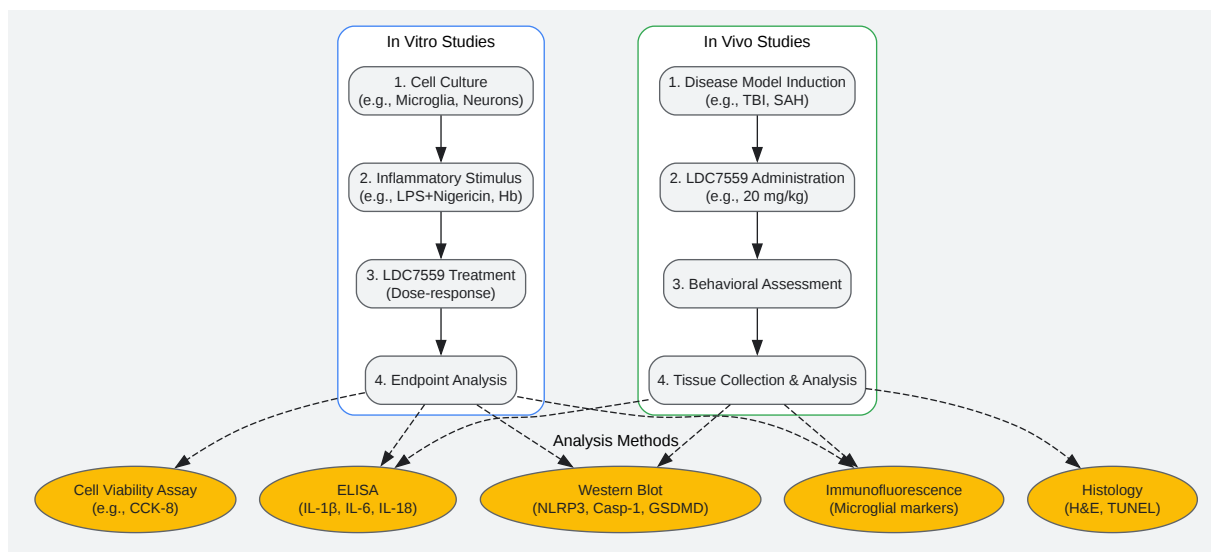 In Vitro Studies
In Vivo Studies
1. Cell Culture
(e.g., Microglia, Neurons)
1. Disease Model Induction
(e.g., TBI, SAH)
2. Inflammatory Stimulus
(e.g., LPS+Nigericin, Hb)
2. LDC7559 Administration
(e.g., 20 mg/kg)
3. LDC7559 Treatment
(Dose-response)
3. Behavioral Assessment
4. Endpoint Analysis
4. Tissue Collection & Analysis
Analysis Methods
Cell Viability Assay
(e.g., CCK-8)
ELISA
(IL-1β, IL-6, IL-18)
Western Blot
(NLRP3, Casp-1, GSDMD)
Immunofluorescence
(Microglial markers)
Histology
(H&E, TUNEL)